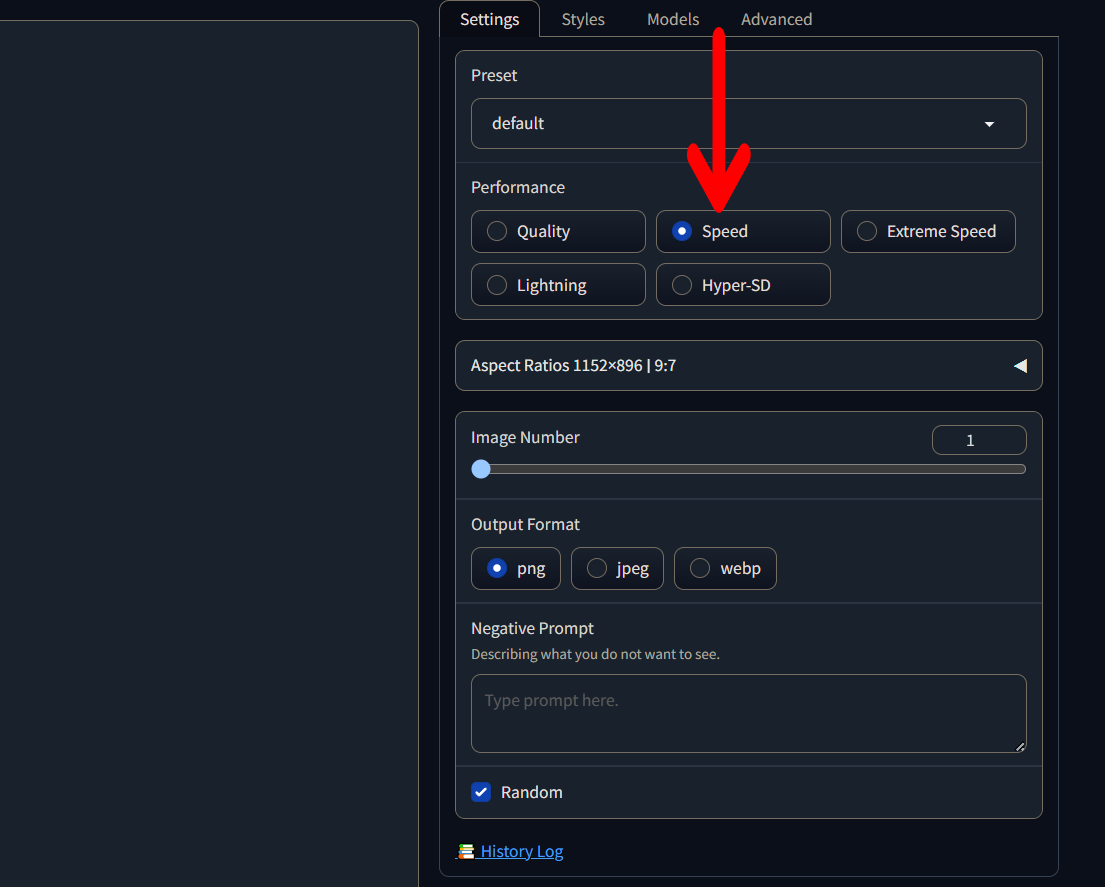 Settings Styles Models Advanced
Preset
default
Performance
Quality Speed Extreme Speed
Lightning Hyper-SD
Aspect Ratios 1152×896 | 9:7
Image Number 1
Output Format
png jpeg webp
Negative Prompt
Describing what you do not want to see.
Type prompt here.
Random
History Log